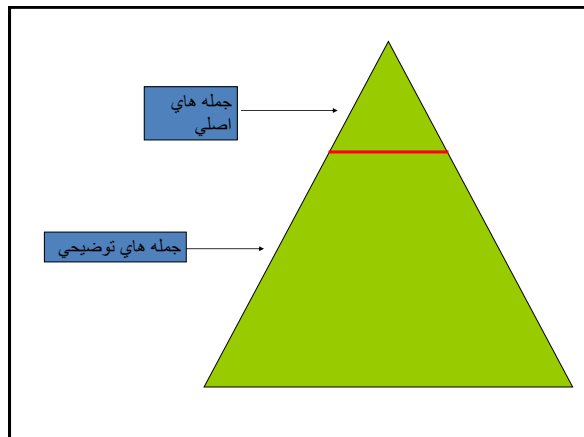 جمله هاي
اصلي
جمله هاي توضيحي